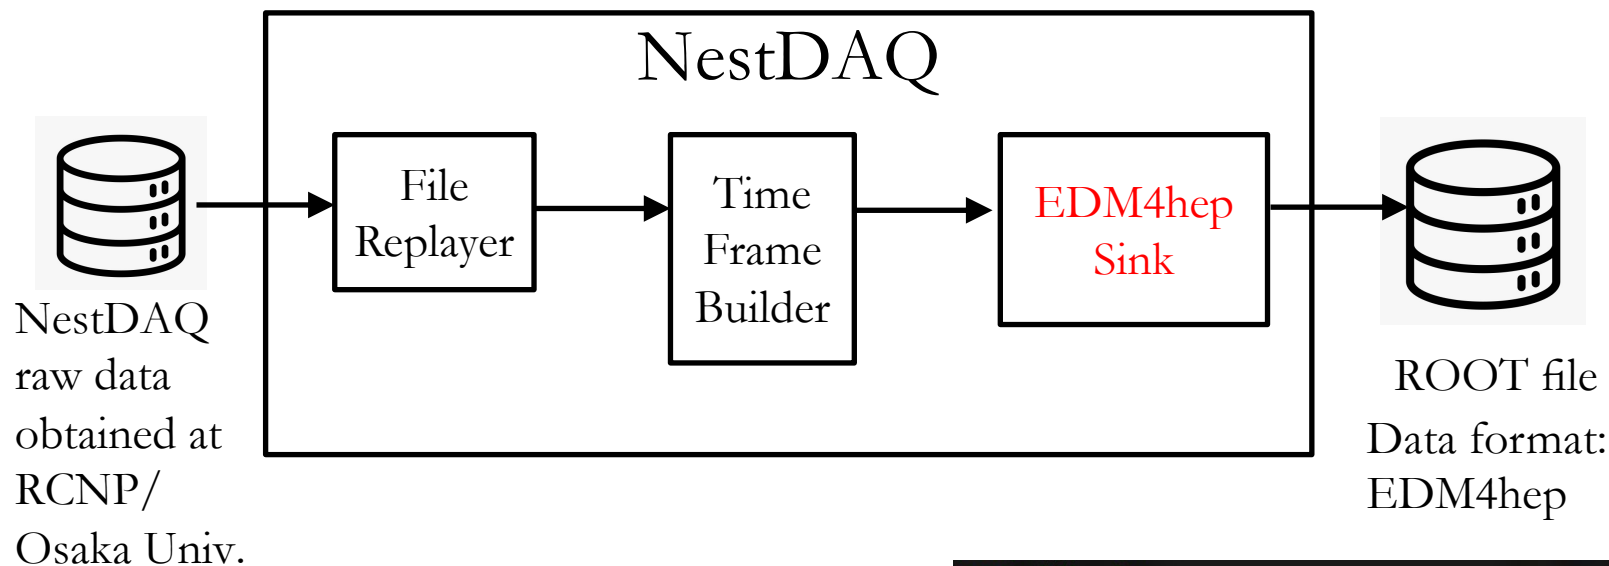 NestDAQ
File
Replayer
Time
Frame
Builder
EDM4hep
Sink
NestDAQ
raw data
obtained at
RCNP/
Osaka Univ.
ROOT file
Data format:
EDM4hep